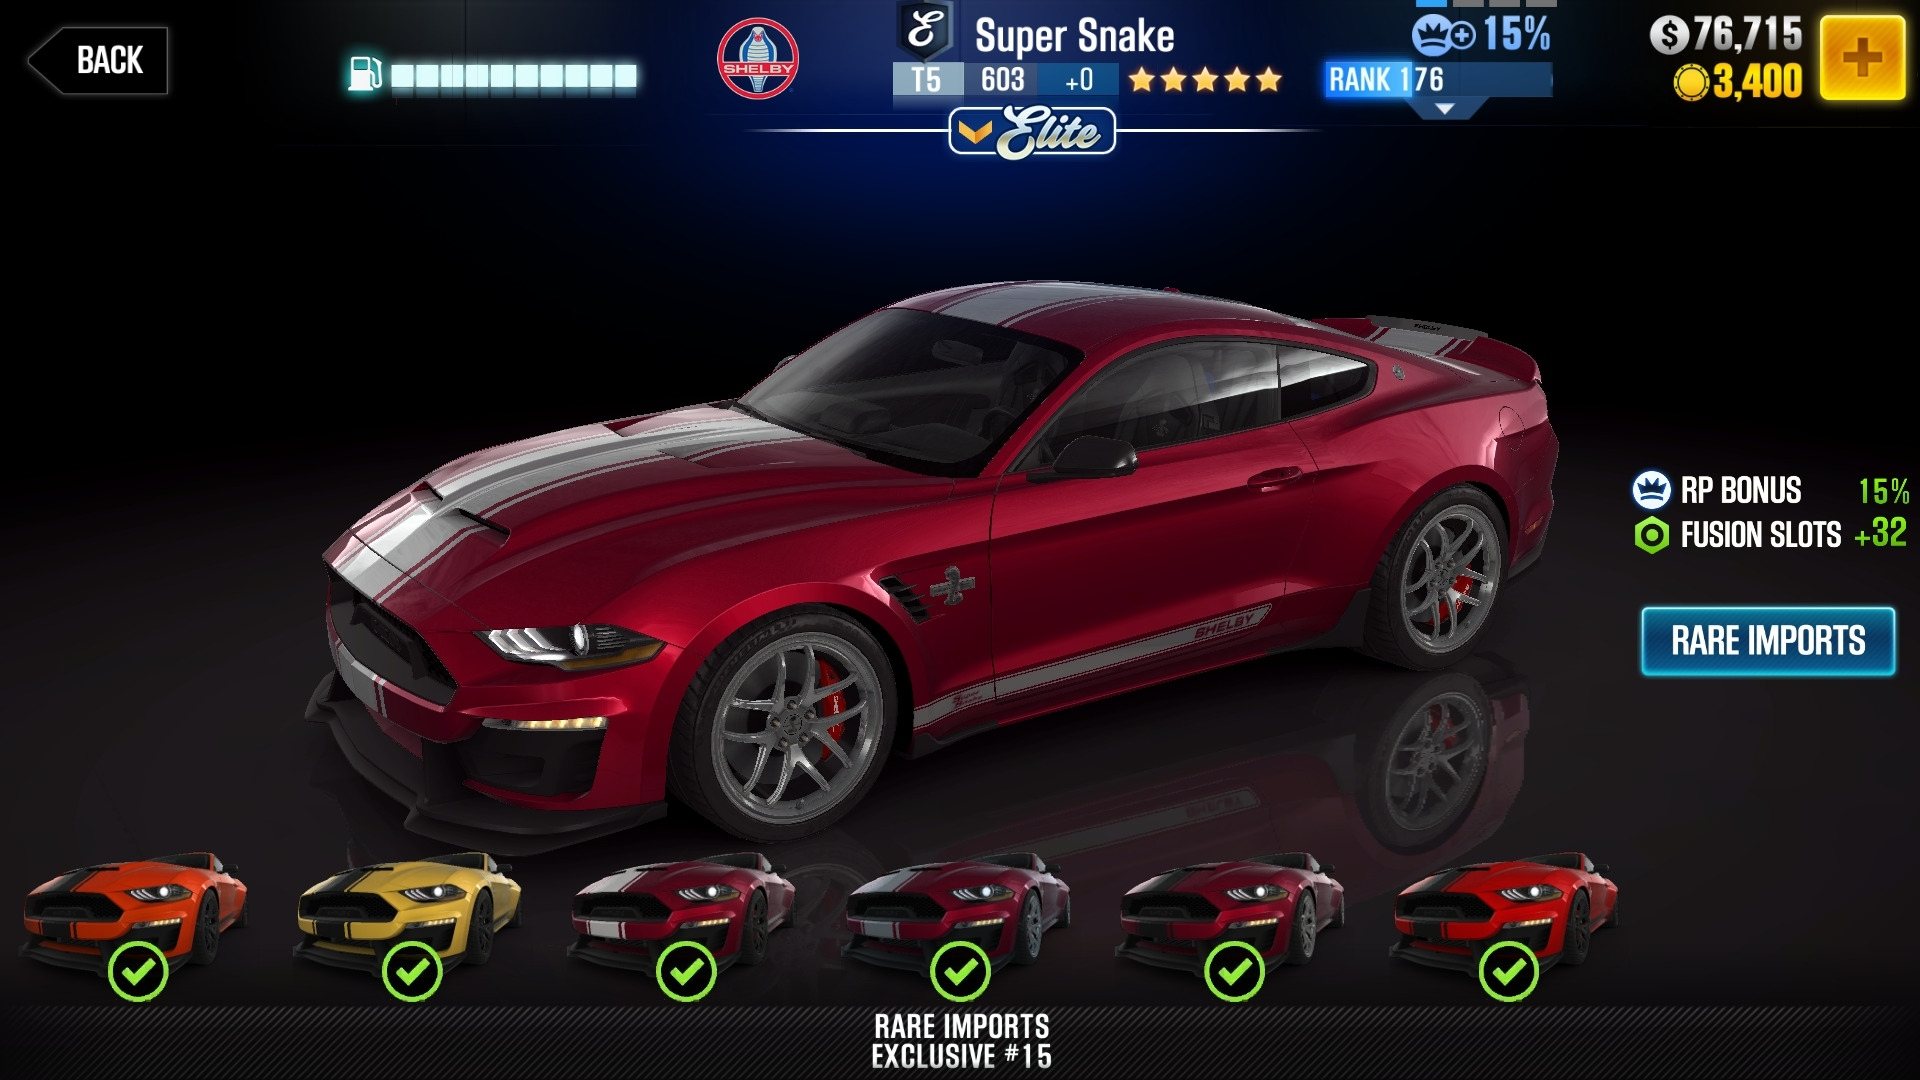 BACK
SHELBY
Super Snake
T5 603 +0
Elite
15%
RANK 176
$76,715
3,400
RP BONUS 15%
FUSION SLOTS +32
RARE IMPORTS
SHELBY
RARE IMPORTS
EXCLUSIVE #15